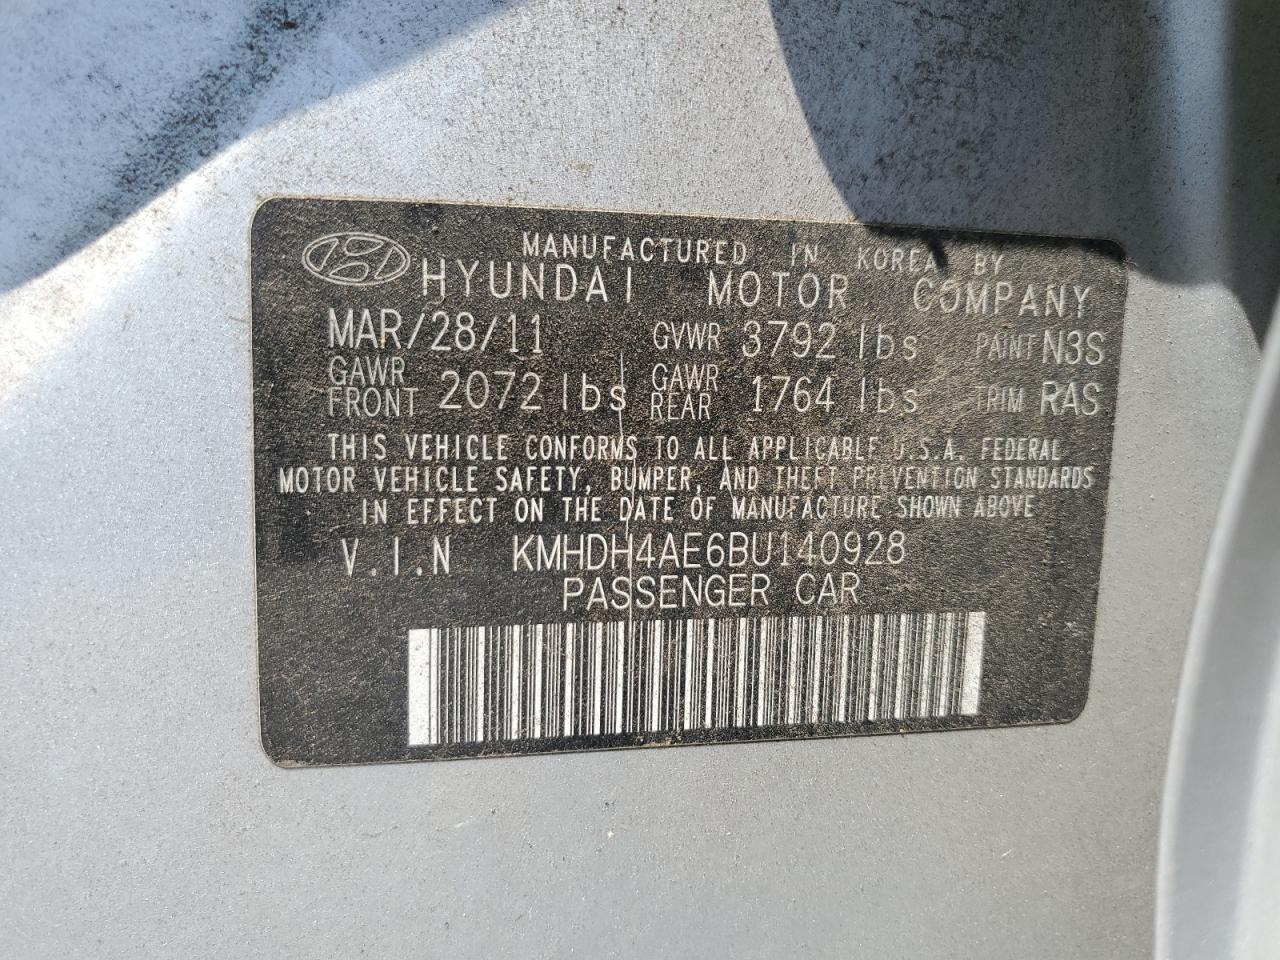 MANUFACTURED IN KOREA BY
HYUNDAI MOTOR COMPANY
MAR/28/11 GVWR 3792 lbs PAINT N3S
GAWR FRONT 2072 lbs GAWR REAR 1764 lbs TRIM RAS
THIS VEHICLE CONFORMS TO ALL APPLICABLE U.S.A. FEDERAL
MOTOR VEHICLE SAFETY, BUMPER, AND THEFT PREVENTION STANDARDS
IN EFFECT ON THE DATE OF MANUFACTURE SHOWN ABOVE
V.I.N KMHDH4AE6BU140928
PASSENGER CAR